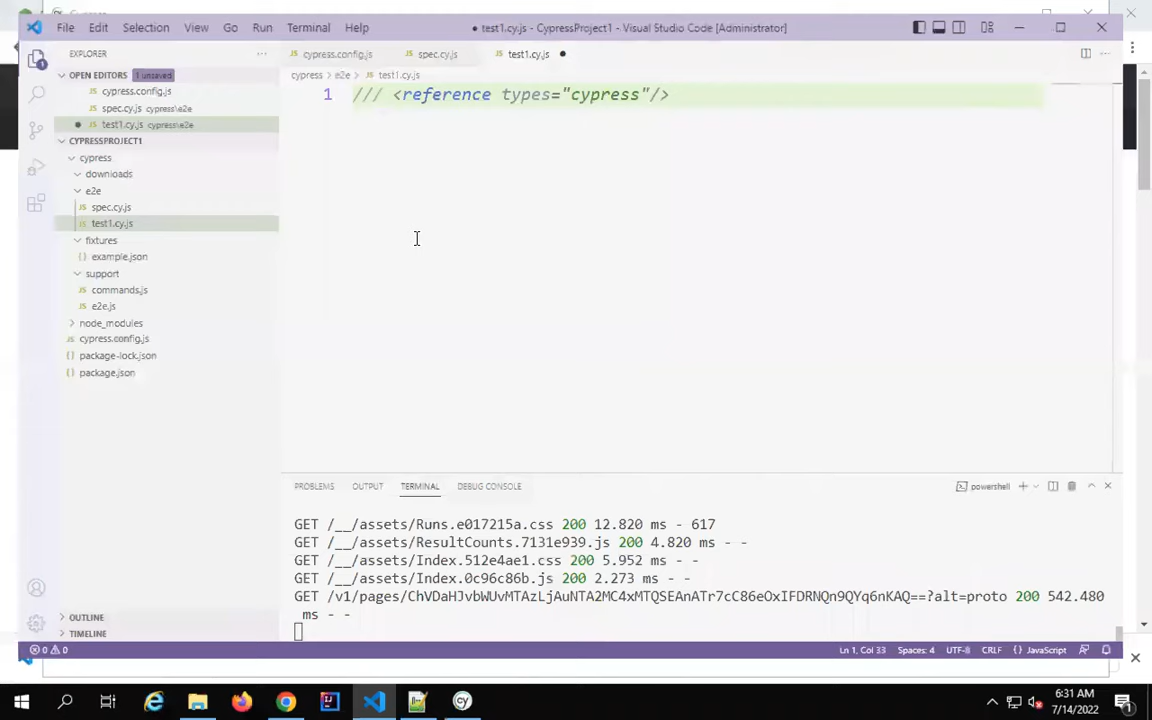 File Edit Selection View Go Run Terminal Help
● test1.cy.js - CypressProject1 - Visual Studio Code [Administrator]
EXPLORER
cypress.config.js
spec.cy.js
test1.cy.js
OPEN EDITORS
1 unsaved
cypress > e2e > test1.cy.js
cypress.config.js
spec.cy.js cypress\e2e
test1.cy.js cypress\e2e
1 /// <reference types="cypress"/>
CYPRESSPROJECT1
cypress
downloads
e2e
spec.cy.js
test1.cy.js
fixtures
example.json
support
commands.js
e2e.js
node_modules
cypress.config.js
package-lock.json
package.json
PROBLEMS OUTPUT TERMINAL DEBUG CONSOLE
powershell
GET /__/assets/Runs.e017215a.css 200 12.820 ms - 617
GET /__/assets/ResultCounts.7131e939.js 200 4.820 ms - -
GET /__/assets/Index.512e4ae1.css 200 5.952 ms - -
GET /__/assets/Index.0c96c86b.js 200 2.273 ms - -
GET /v1/pages/ChVDaHJvbWUvMTAzLjAuNTA2MC4xMTQSEAnATr7cC86eOxIFDRNQn9QYq6nKAQ==?alt=proto 200 542.480
ms - -
OUTLINE
TIMELINE
0 0
Ln 1, Col 33 Spaces: 4 UTF-8 CRLF {} JavaScript
6:31 AM
7/14/2022
1